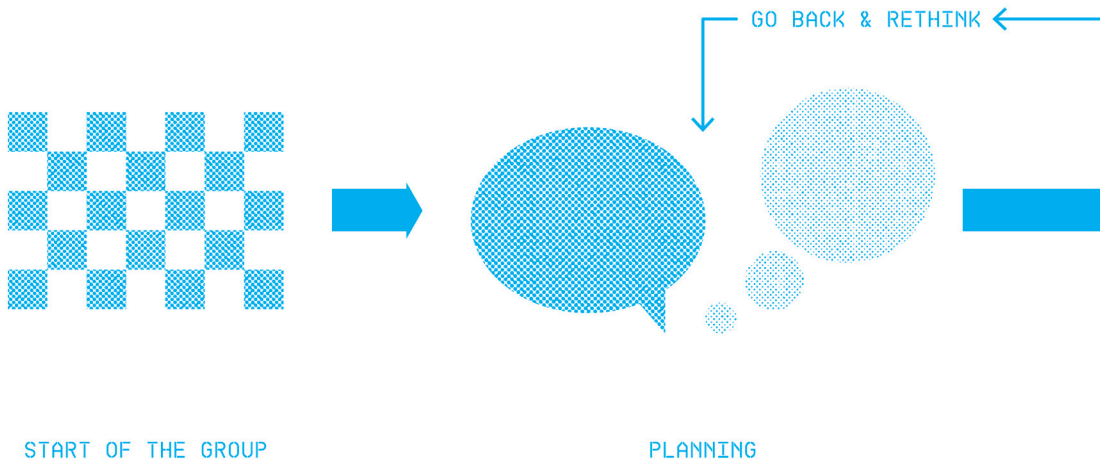 GO BACK & RETHINK
START OF THE GROUP
PLANNING